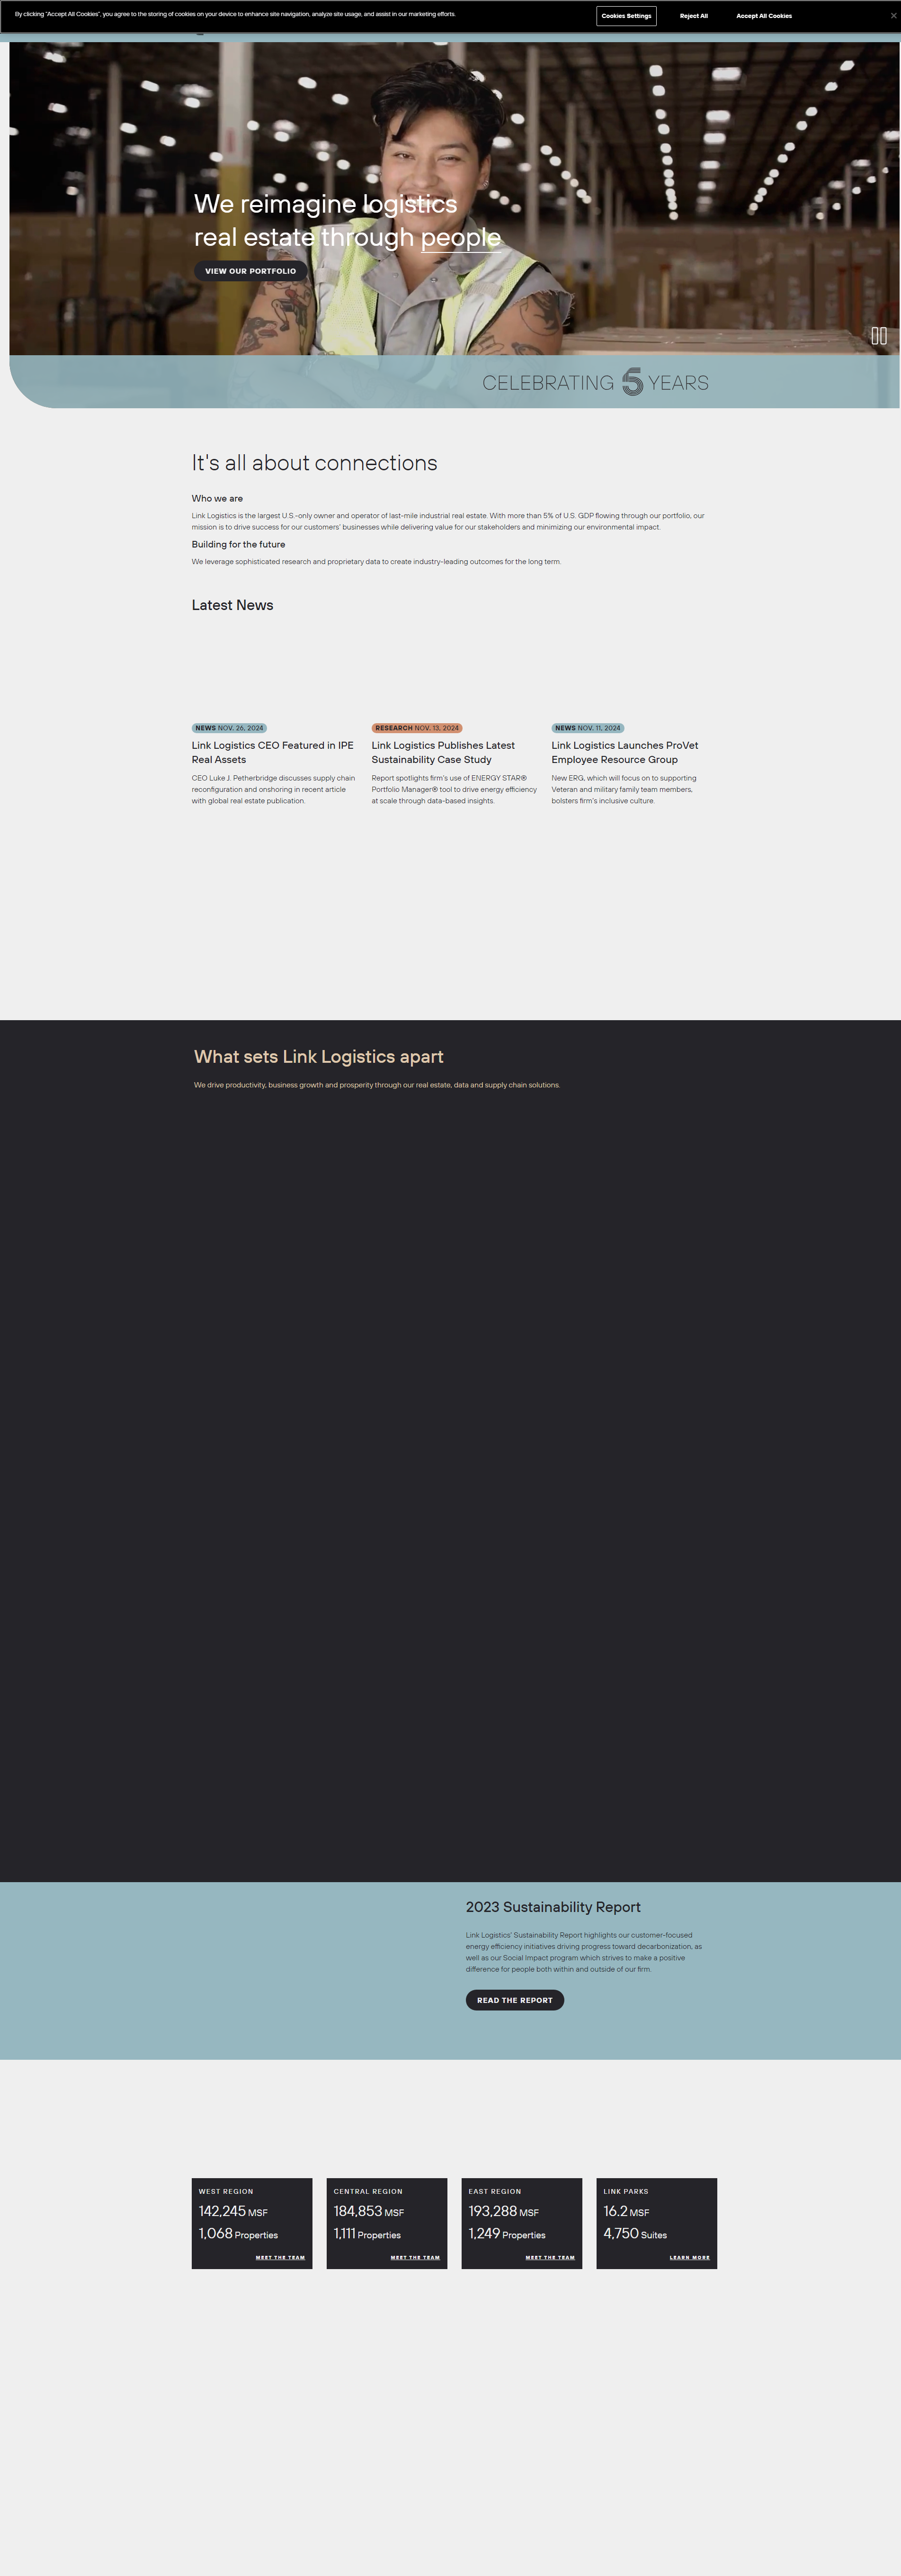 By clicking “Accept All Cookies”, you agree to the storing of cookies on your device to enhance site navigation, analyze site usage, and assist in our marketing efforts.
Cookies Settings
Reject All
Accept All Cookies
We reimagine logistics
real estate through people
VIEW OUR PORTFOLIO
CELEBRATING 5 YEARS
It's all about connections
Who we are
Link Logistics is the largest U.S.-only owner and operator of last-mile industrial real estate. With more than 5% of U.S. GDP flowing through our portfolio, our
mission is to drive success for our customers’ businesses while delivering value for our stakeholders and minimizing our environmental impact.
Building for the future
We leverage sophisticated research and proprietary data to create industry-leading outcomes for the long term.
Latest News
NEWS NOV. 26, 2024
Link Logistics CEO Featured in IPE
Real Assets
CEO Luke J. Petherbridge discusses supply chain
reconfiguration and onshoring in recent article
with global real estate publication.
RESEARCH NOV. 13, 2024
Link Logistics Publishes Latest
Sustainability Case Study
Report spotlights firm’s use of ENERGY STAR®
Portfolio Manager® tool to drive energy efficiency
at scale through data-based insights.
NEWS NOV. 11, 2024
Link Logistics Launches ProVet
Employee Resource Group
New ERG, which will focus on to supporting
Veteran and military family team members,
bolsters firm’s inclusive culture.
What sets Link Logistics apart
We drive productivity, business growth and prosperity through our real estate, data and supply chain solutions.
2023 Sustainability Report
Link Logistics’ Sustainability Report highlights our customer-focused
energy efficiency initiatives driving progress toward decarbonization, as
well as our Social Impact program which strives to make a positive
difference for people both within and outside of our firm.
READ THE REPORT
WEST REGION
142,245 MSF
1,068 Properties
MEET THE TEAM
CENTRAL REGION
184,853 MSF
1,111 Properties
MEET THE TEAM
EAST REGION
193,288 MSF
1,249 Properties
MEET THE TEAM
LINK PARKS
16.2 MSF
4,750 Suites
LEARN MORE